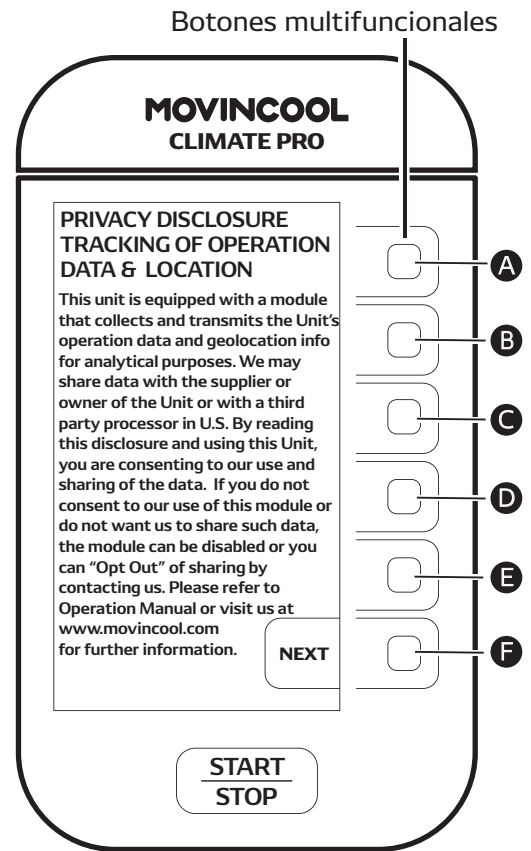 Botones multifuncionales
MOVINCOOL
CLIMATE PRO
PRIVACY DISCLOSURE
TRACKING OF OPERATION
DATA & LOCATION
This unit is equipped with a module
that collects and transmits the Unit's
operation data and geolocation info
for analytical purposes. We may
share data with the supplier or
owner of the Unit or with a third
party processor in U.S. By reading
this disclosure and using this Unit,
you are consenting to our use and
sharing of the data. If you do not
consent to our use of this module or
do not want us to share such data,
the module can be disabled or you
can “Opt Out” of sharing by
contacting us. Please refer to
Operation Manual or visit us at
www.movincool.com
for further information.
NEXT
A
B
C
D
E
F
START
STOP